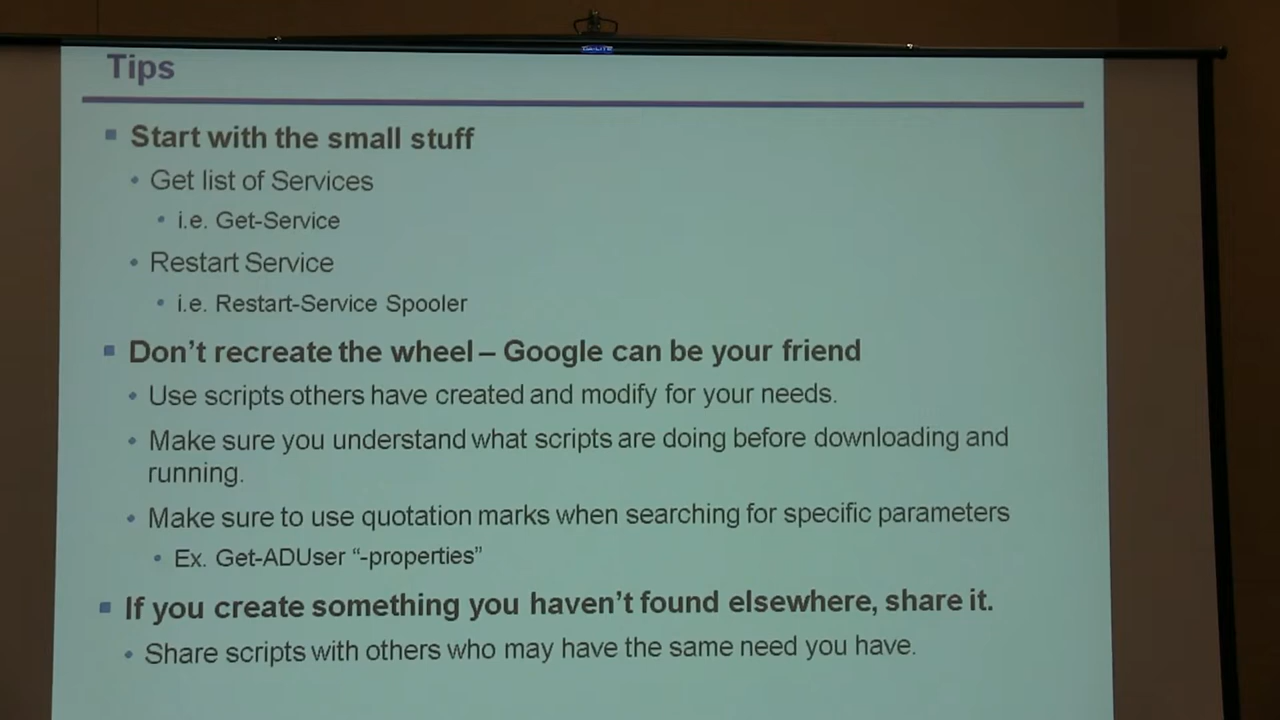 DA-LITE
Tips
Start with the small stuff
Get list of Services
i.e. Get-Service
Restart Service
i.e. Restart-Service Spooler
Don't recreate the wheel – Google can be your friend
Use scripts others have created and modify for your needs.
Make sure you understand what scripts are doing before downloading and
running.
Make sure to use quotation marks when searching for specific parameters
Ex. Get-ADUser “-properties”
If you create something you haven't found elsewhere, share it.
Share scripts with others who may have the same need you have.